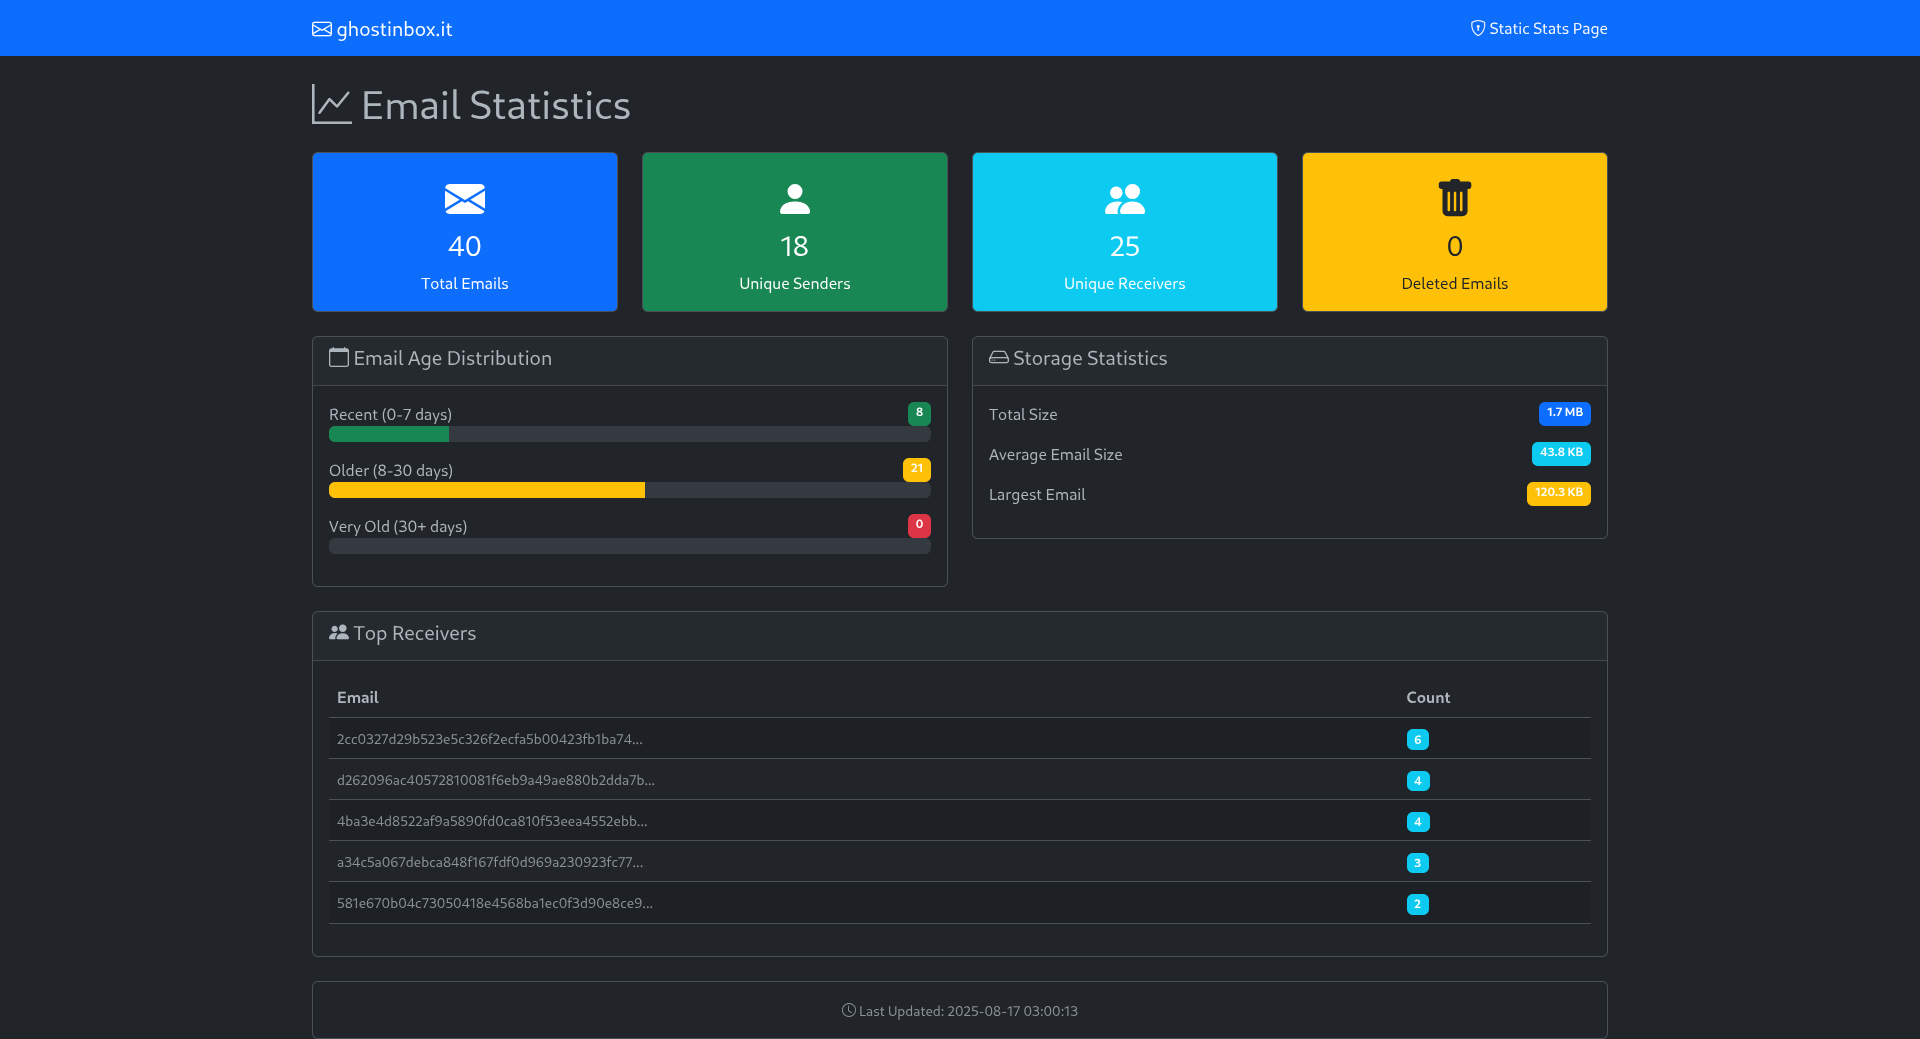 ghostinbox.it
Static Stats Page
Email Statistics
40
Total Emails
18
Unique Senders
25
Unique Receivers
0
Deleted Emails
Email Age Distribution
Recent (0-7 days) 8
Older (8-30 days) 21
Very Old (30+ days) 0
Storage Statistics
Total Size 1.7 MB
Average Email Size 43.8 KB
Largest Email 120.3 KB
Top Receivers
Email Count
2cc0327d29b523e5c326f2ecfa5b00423fb1ba74... 6
d262096ac40572810081f6eb9a49ae880b2dda7b... 4
4ba3e4d8522af9a5890fd0ca810f53eea4552ebb... 4
a34c5a067debca848f167fdf0d969a230923fc77... 3
581e670b04c73050418e4568ba1ec0f3d90e8ce9... 2
Last Updated: 2025-08-17 03:00:13